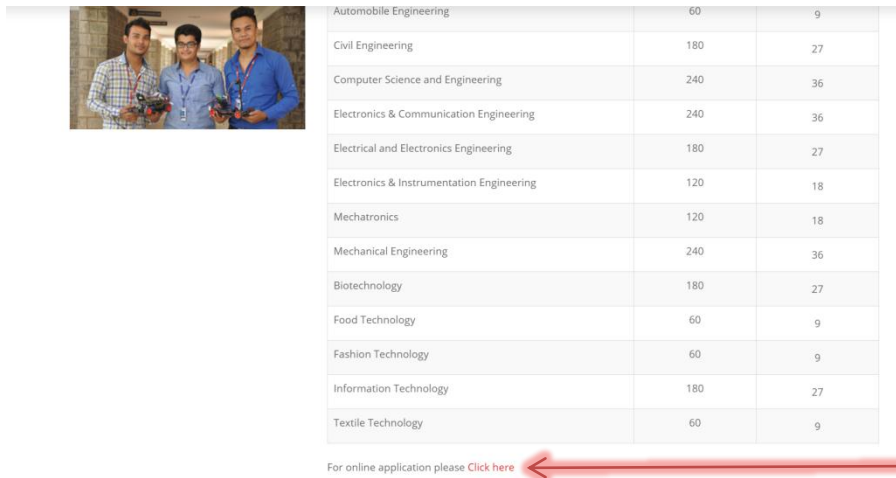 Automobile Engineering 60 9
Civil Engineering 180 27
Computer Science and Engineering 240 36
Electronics & Communication Engineering 240 36
Electrical and Electronics Engineering 180 27
Electronics & Instrumentation Engineering 120 18
Mechatronics 120 18
Mechanical Engineering 240 36
Biotechnology 180 27
Food Technology 60 9
Fashion Technology 60 9
Information Technology 180 27
Textile Technology 60 9
For online application please Click here